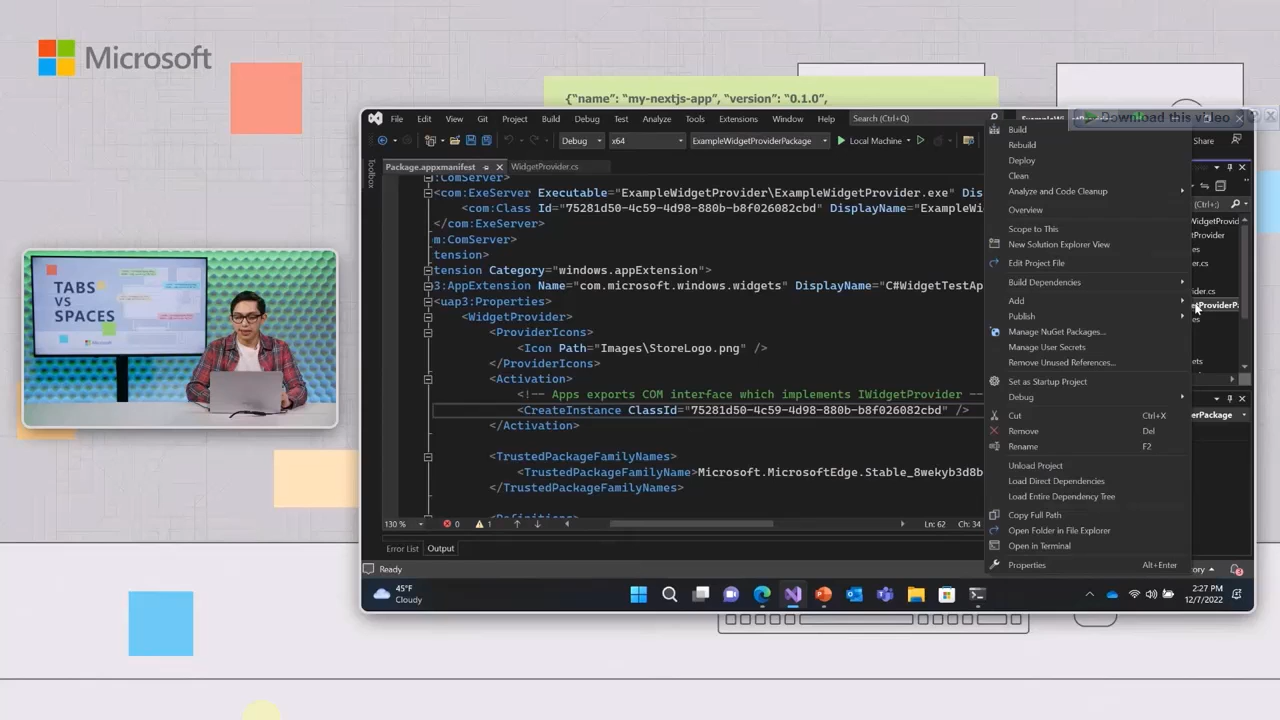 Microsoft
{"name": "my-nextjs-app", "version": "0.1.0",
TABS
VS
SPACES
File Edit View Git Project Build Debug Test Analyze Tools Extensions Window Help Search (Ctrl+Q)
Download this video
Debug x64 ExampleWidgetProviderPackage Local Machine Share
Toolbox
Package.appxmanifest WidgetProvider.cs
:ComServer>
<com:ExeServer Executable="ExampleWidgetProvider\ExampleWidgetProvider.exe" Dis
<com:Class Id="75281d50-4c59-4d98-880b-b8f026082cbd" DisplayName="ExampleWi
</com:ExeServer>
m:ComServer>
tension>
tension Category="windows.appExtension">
3:AppExtension Name="com.microsoft.windows.widgets" DisplayName="C#WidgetTestAp
<uap3:Properties>
<WidgetProvider>
<ProviderIcons>
<Icon Path="Images\StoreLogo.png" />
</ProviderIcons>
<Activation>
<!-- Apps exports COM interface which implements IWidgetProvider --
<CreateInstance ClassId="75281d50-4c59-4d98-880b-b8f026082cbd" />
</Activation>
<TrustedPackageFamilyNames>
<TrustedPackageFamilyName>Microsoft.MicrosoftEdge.Stable_8wekyb3d8b
</TrustedPackageFamilyNames>
130 % 0 1 Ln: 62 Ch: 34
Error List Output
Ready
Build
Rebuild
Deploy
Clean
Analyze and Code Cleanup
Overview
Scope to This
New Solution Explorer View
Edit Project File
Build Dependencies
Add
Publish
Manage NuGet Packages...
Manage User Secrets
Remove Unused References...
Set as Startup Project
Debug
Cut Ctrl+X
Remove Del
Rename F2
Unload Project
Load Direct Dependencies
Load Entire Dependency Tree
Copy Full Path
Open Folder in File Explorer
Open in Terminal
Properties Alt+Enter
(Ctrl+;)
45°F
Cloudy
2:27 PM
12/7/2022